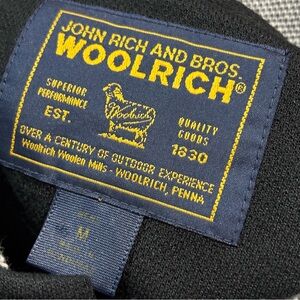 JOHN RICH AND BROS.
WOOLRICH®
SUPERIOR
PERFORMANCE
EST.
Woolrich
QUALITY
GOODS
1830
OVER A CENTURY OF OUTDOOR EXPERIENCE
Woolrich Woolen Mills - WOOLRICH, PENNA
M